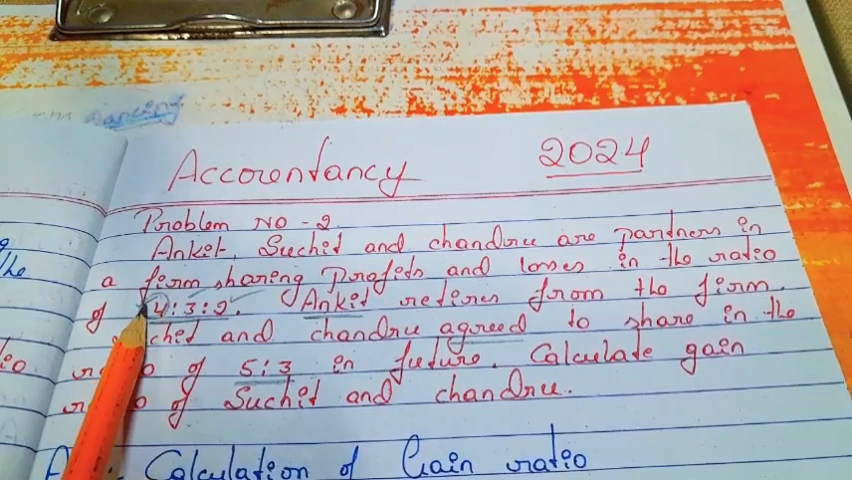 Accountancy 2024
Problem No - 2.
Ankit, Suchit and chandru are partners in
a firm sharing Profits and losses in the ratio
of 4:3:2. Ankit retires from the firm.
chit and chandru agreed to share in the
of 5:3 in future. Calculate gain
of Suchit and chandru.
Calculation of Gain ratio